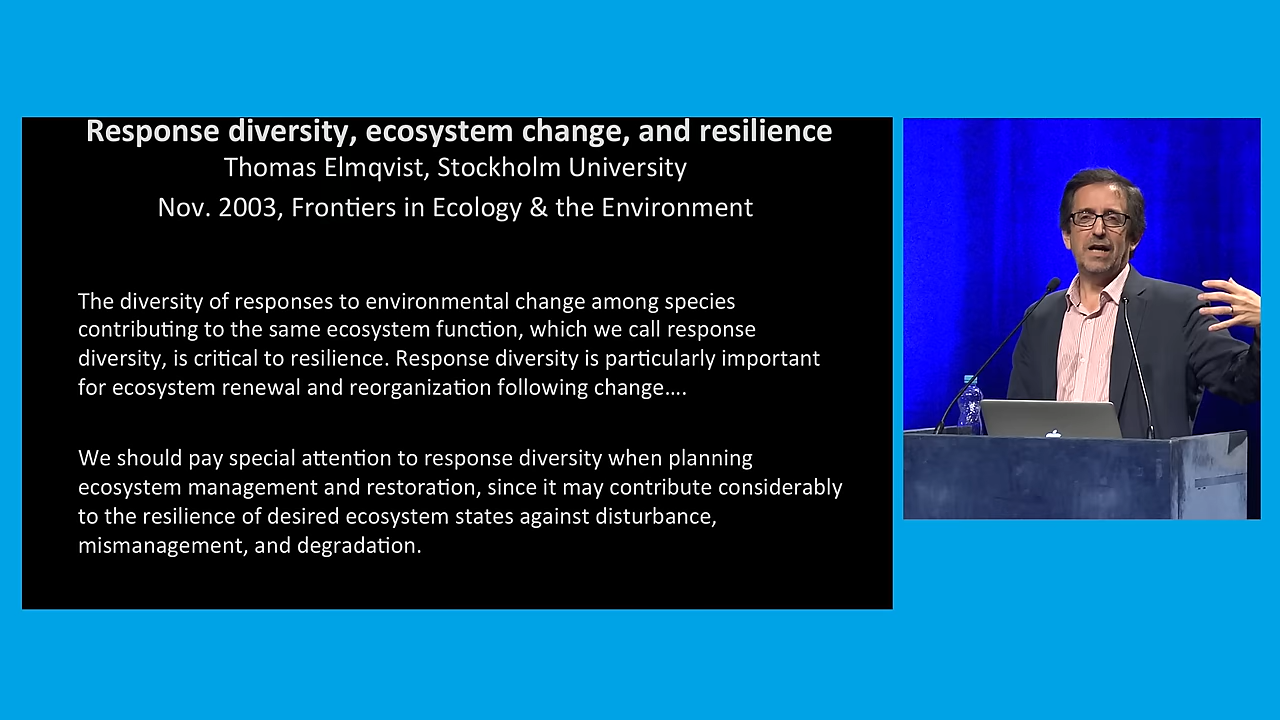 Response diversity, ecosystem change, and resilience
Thomas Elmqvist, Stockholm University
Nov. 2003, Frontiers in Ecology & the Environment
The diversity of responses to environmental change among species
contributing to the same ecosystem function, which we call response
diversity, is critical to resilience. Response diversity is particularly important
for ecosystem renewal and reorganization following change….
We should pay special attention to response diversity when planning
ecosystem management and restoration, since it may contribute considerably
to the resilience of desired ecosystem states against disturbance,
mismanagement, and degradation.